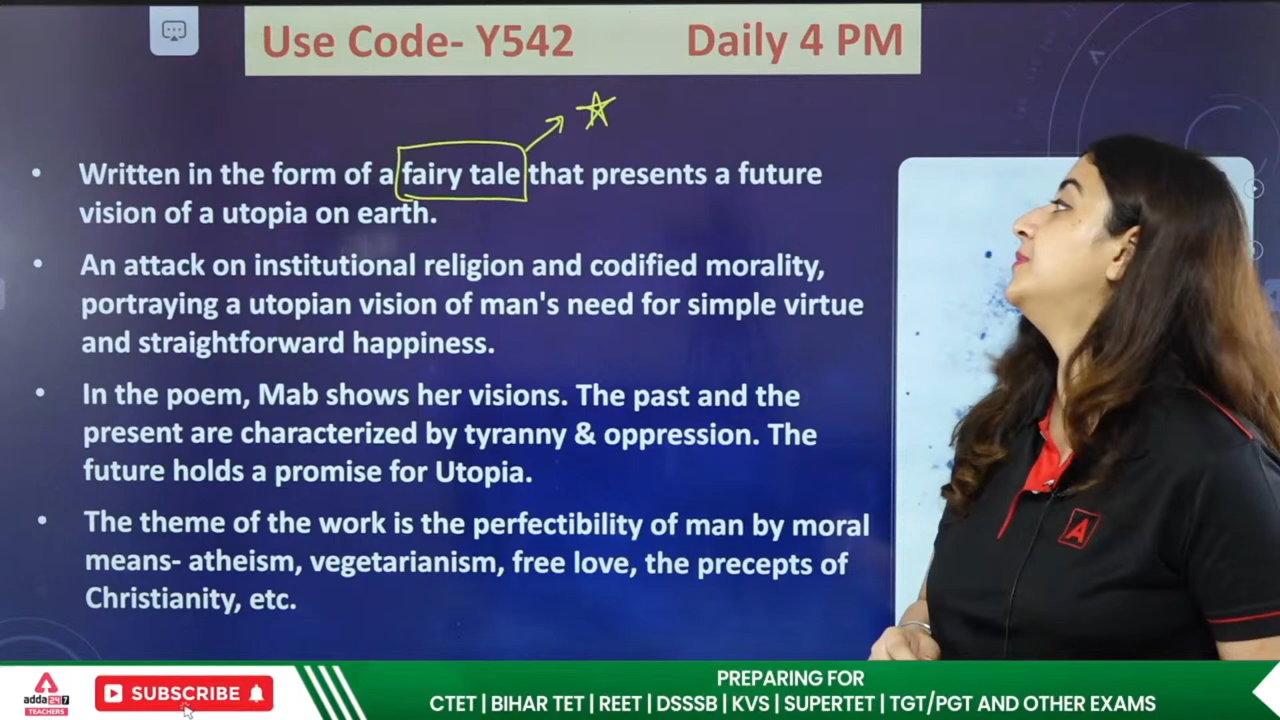 Use Code- Y542 Daily 4 PM
• Written in the form of a fairy tale that presents a future
vision of a utopia on earth.
• An attack on institutional religion and codified morality,
portraying a utopian vision of man's need for simple virtue
and straightforward happiness.
• In the poem, Mab shows her visions. The past and the
present are characterized by tyranny & oppression. The
future holds a promise for Utopia.
• The theme of the work is the perfectibility of man by moral
means- atheism, vegetarianism, free love, the precepts of
Christianity, etc.
A
adda247
TEACHERS
SUBSCRIBE
PREPARING FOR
CTET | BIHAR TET | REET | DSSSB | KVS | SUPERTET | TGT/PGT AND OTHER EXAMS